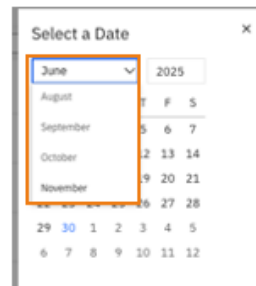 Select a Date ×
June 2025
August T F S
September 5 6 7
October 12 13 14
19 20 21
November
26 27 28
29 30 1 2 3 4 5
6 7 8 9 10 11 12